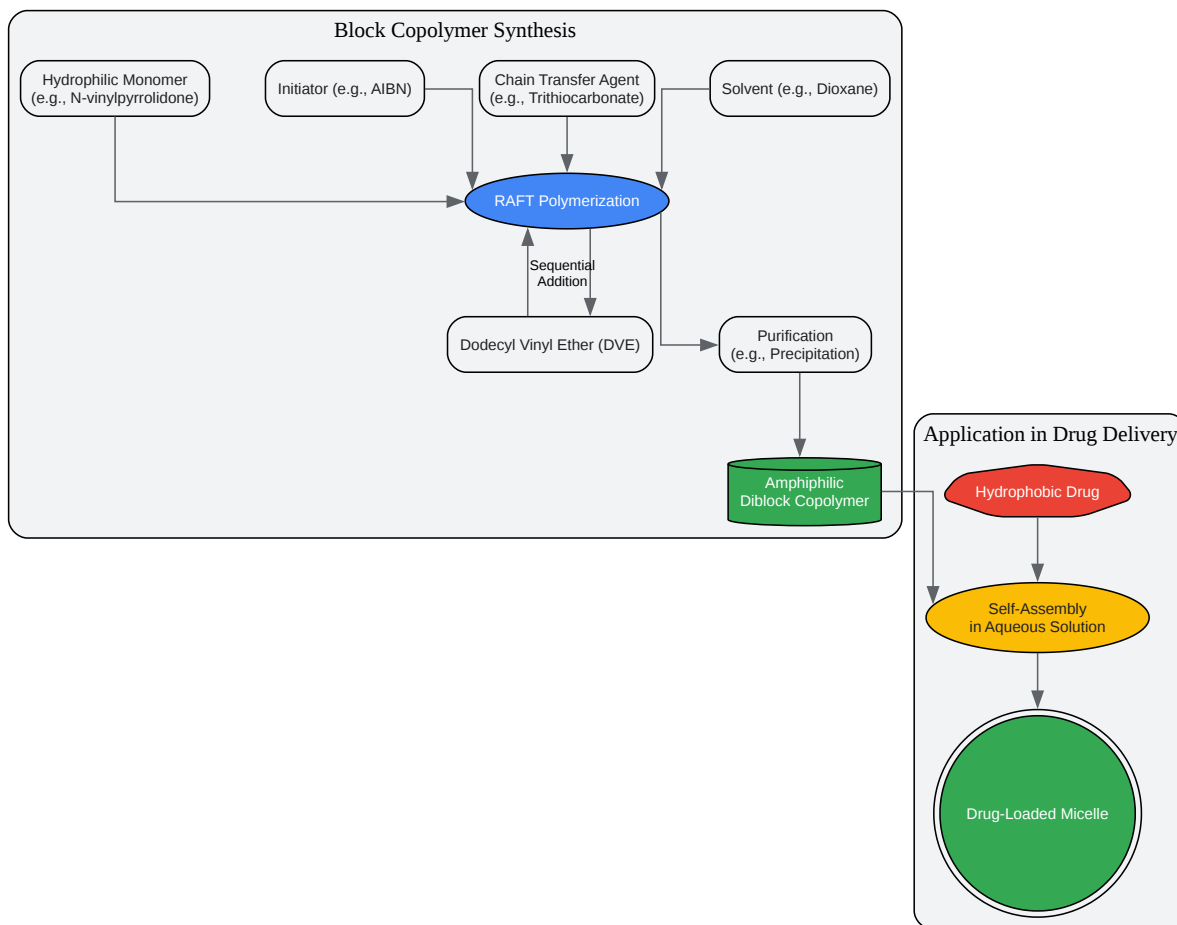 Block Copolymer Synthesis
Hydrophilic Monomer
(e.g., N-vinylpyrrolidone)
Initiator (e.g., AIBN)
Chain Transfer Agent
(e.g., Trithiocarbonate)
Solvent (e.g., Dioxane)
RAFT Polymerization
Sequential
Addition
Dodecyl Vinyl Ether (DVE)
Purification
(e.g., Precipitation)
Amphiphilic
Diblock Copolymer
Application in Drug Delivery
Hydrophobic Drug
Self-Assembly
in Aqueous Solution
Drug-Loaded Micelle